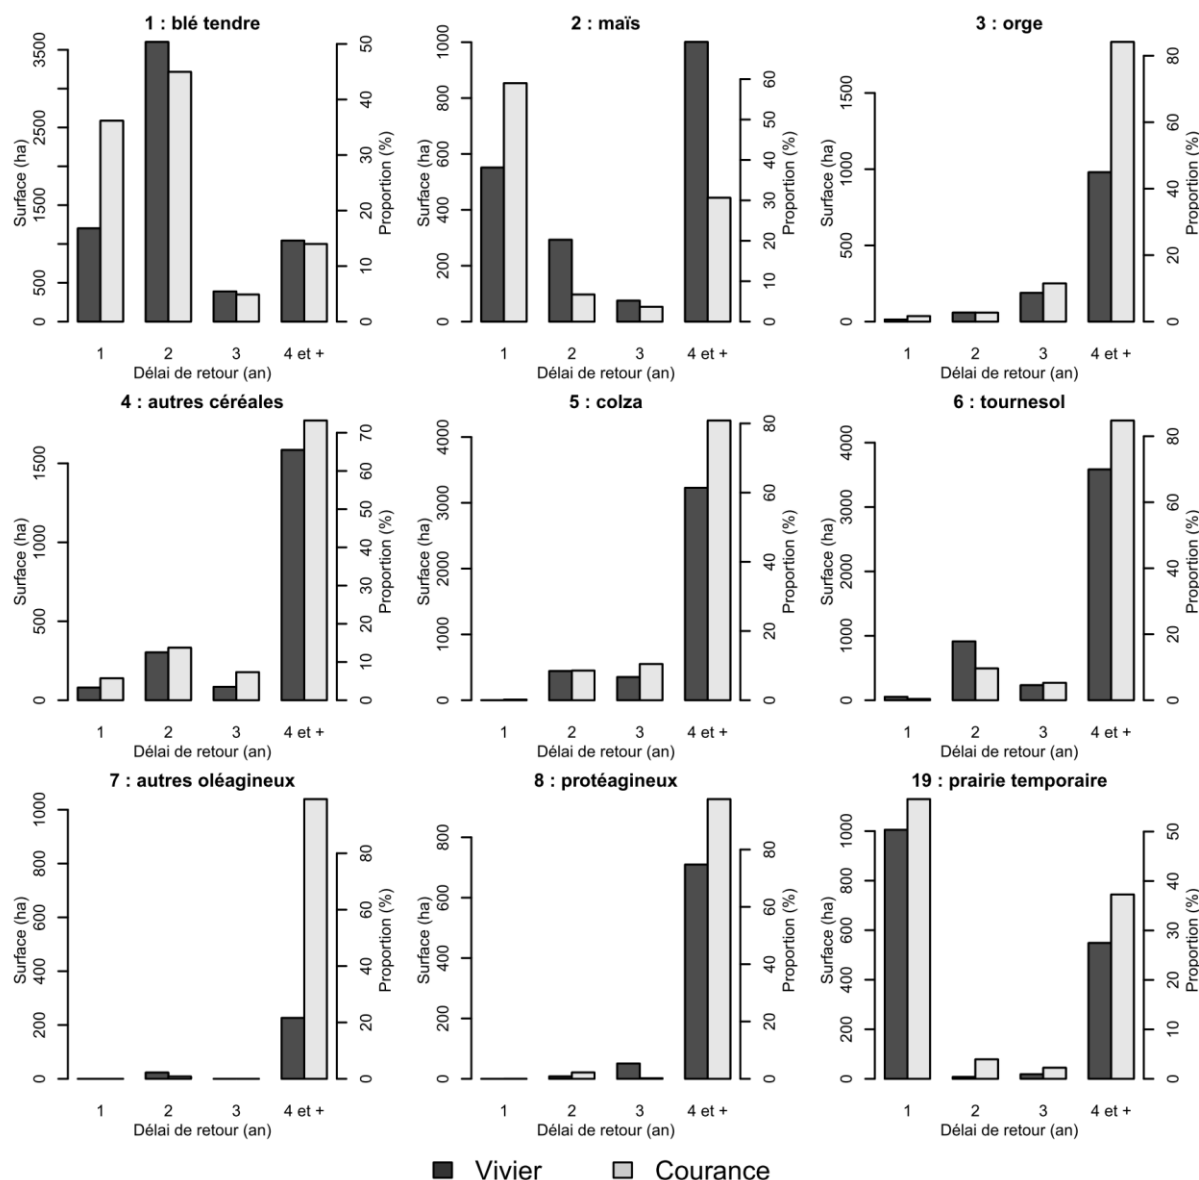 1 : blé tendre
Surface (ha)
0 500 1500 2500 3500
Proportion (%)
0 10 20 30 40 50
1 2 3 4 et +
Délai de retour (an)
2 : maïs
Surface (ha)
0 200 400 600 800 1000
Proportion (%)
0 10 20 30 40 50 60
1 2 3 4 et +
Délai de retour (an)
3 : orge
Surface (ha)
0 500 1000 1500
Proportion (%)
0 20 40 60 80
1 2 3 4 et +
Délai de retour (an)
4 : autres céréales
Surface (ha)
0 500 1000 1500
Proportion (%)
0 10 20 30 40 50 60 70
1 2 3 4 et +
Délai de retour (an)
5 : colza
Surface (ha)
0 1000 2000 3000 4000
Proportion (%)
0 20 40 60 80
1 2 3 4 et +
Délai de retour (an)
6 : tournesol
Surface (ha)
0 1000 2000 3000 4000
Proportion (%)
0 20 40 60 80
1 2 3 4 et +
Délai de retour (an)
7 : autres oléagineux
Surface (ha)
0 200 400 600 800 1000
Proportion (%)
0 20 40 60 80
1 2 3 4 et +
Délai de retour (an)
8 : protéagineux
Surface (ha)
0 200 400 600 800
Proportion (%)
0 20 40 60 80
1 2 3 4 et +
Délai de retour (an)
19 : prairie temporaire
Surface (ha)
0 200 400 600 800 1000
Proportion (%)
0 10 20 30 40 50
1 2 3 4 et +
Délai de retour (an)
Vivier Courance